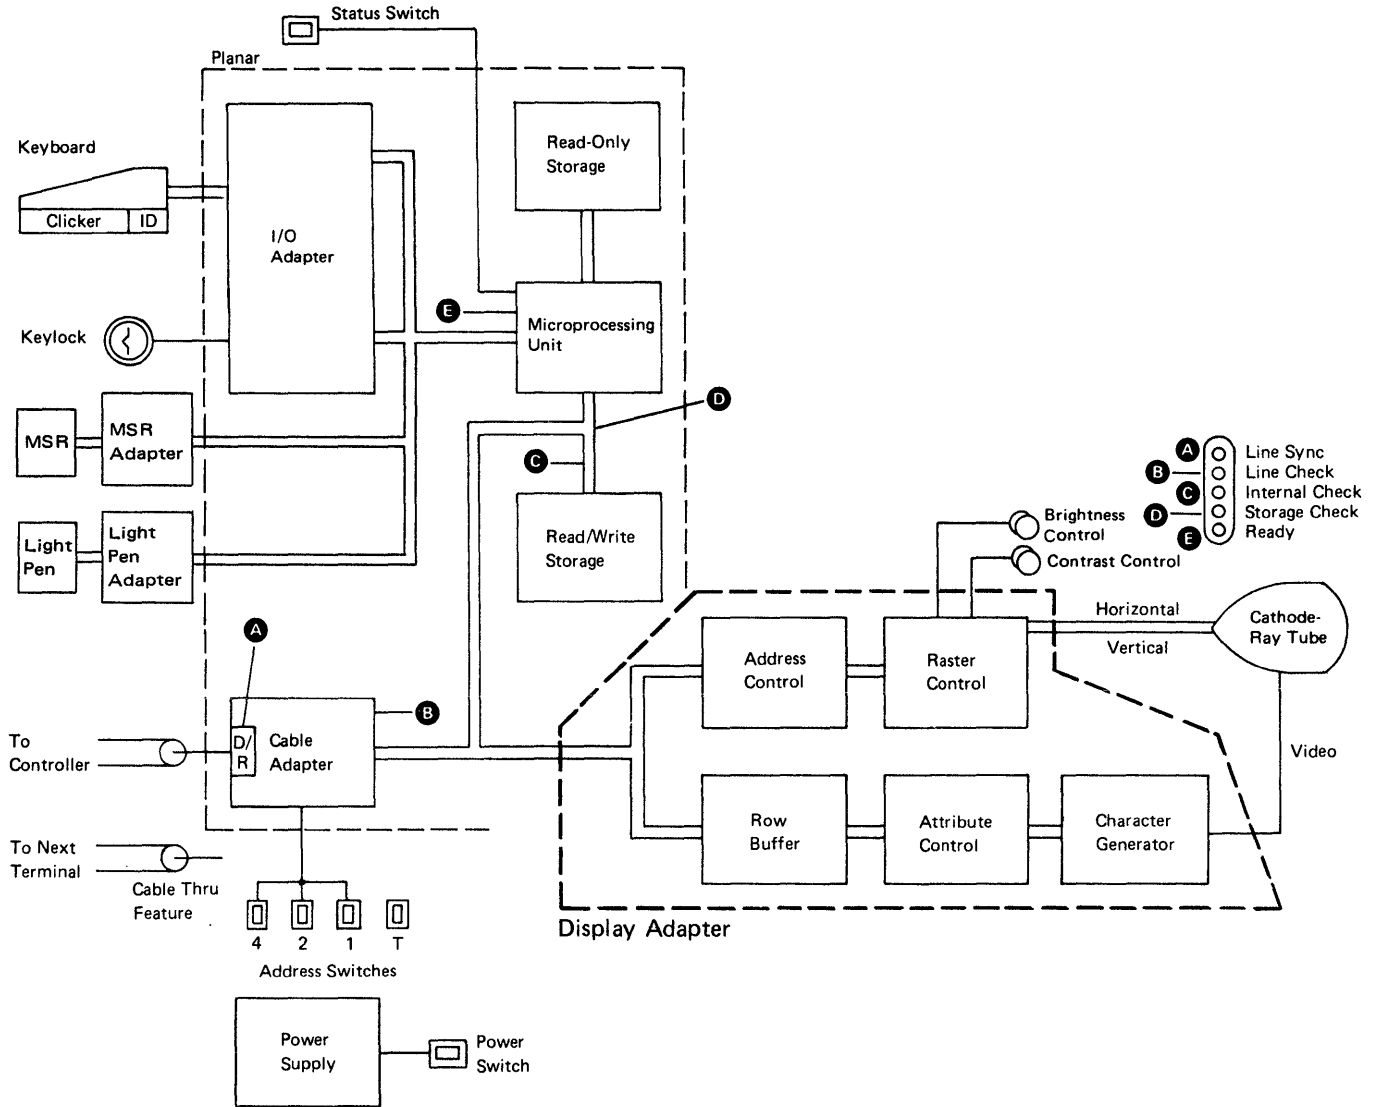 Status Switch
Planar
Keyboard
Clicker
ID
I/O
Adapter
Read-Only
Storage
Keylock
E
Microprocessing
Unit
MSR
MSR
Adapter
D
C
Light
Pen
Light
Pen
Adapter
Read/Write
Storage
A
B
C
D
E
Line Sync
Line Check
Internal Check
Storage Check
Ready
Brightness
Control
Contrast Control
A
B
To
Controller
D/
R
Cable
Adapter
Address
Control
Raster
Control
Horizontal
Vertical
Cathode-
Ray Tube
Video
Row
Buffer
Attribute
Control
Character
Generator
To Next
Terminal
Cable Thru
Feature
4
2
1
T
Address Switches
Display Adapter
Power
Supply
Power
Switch